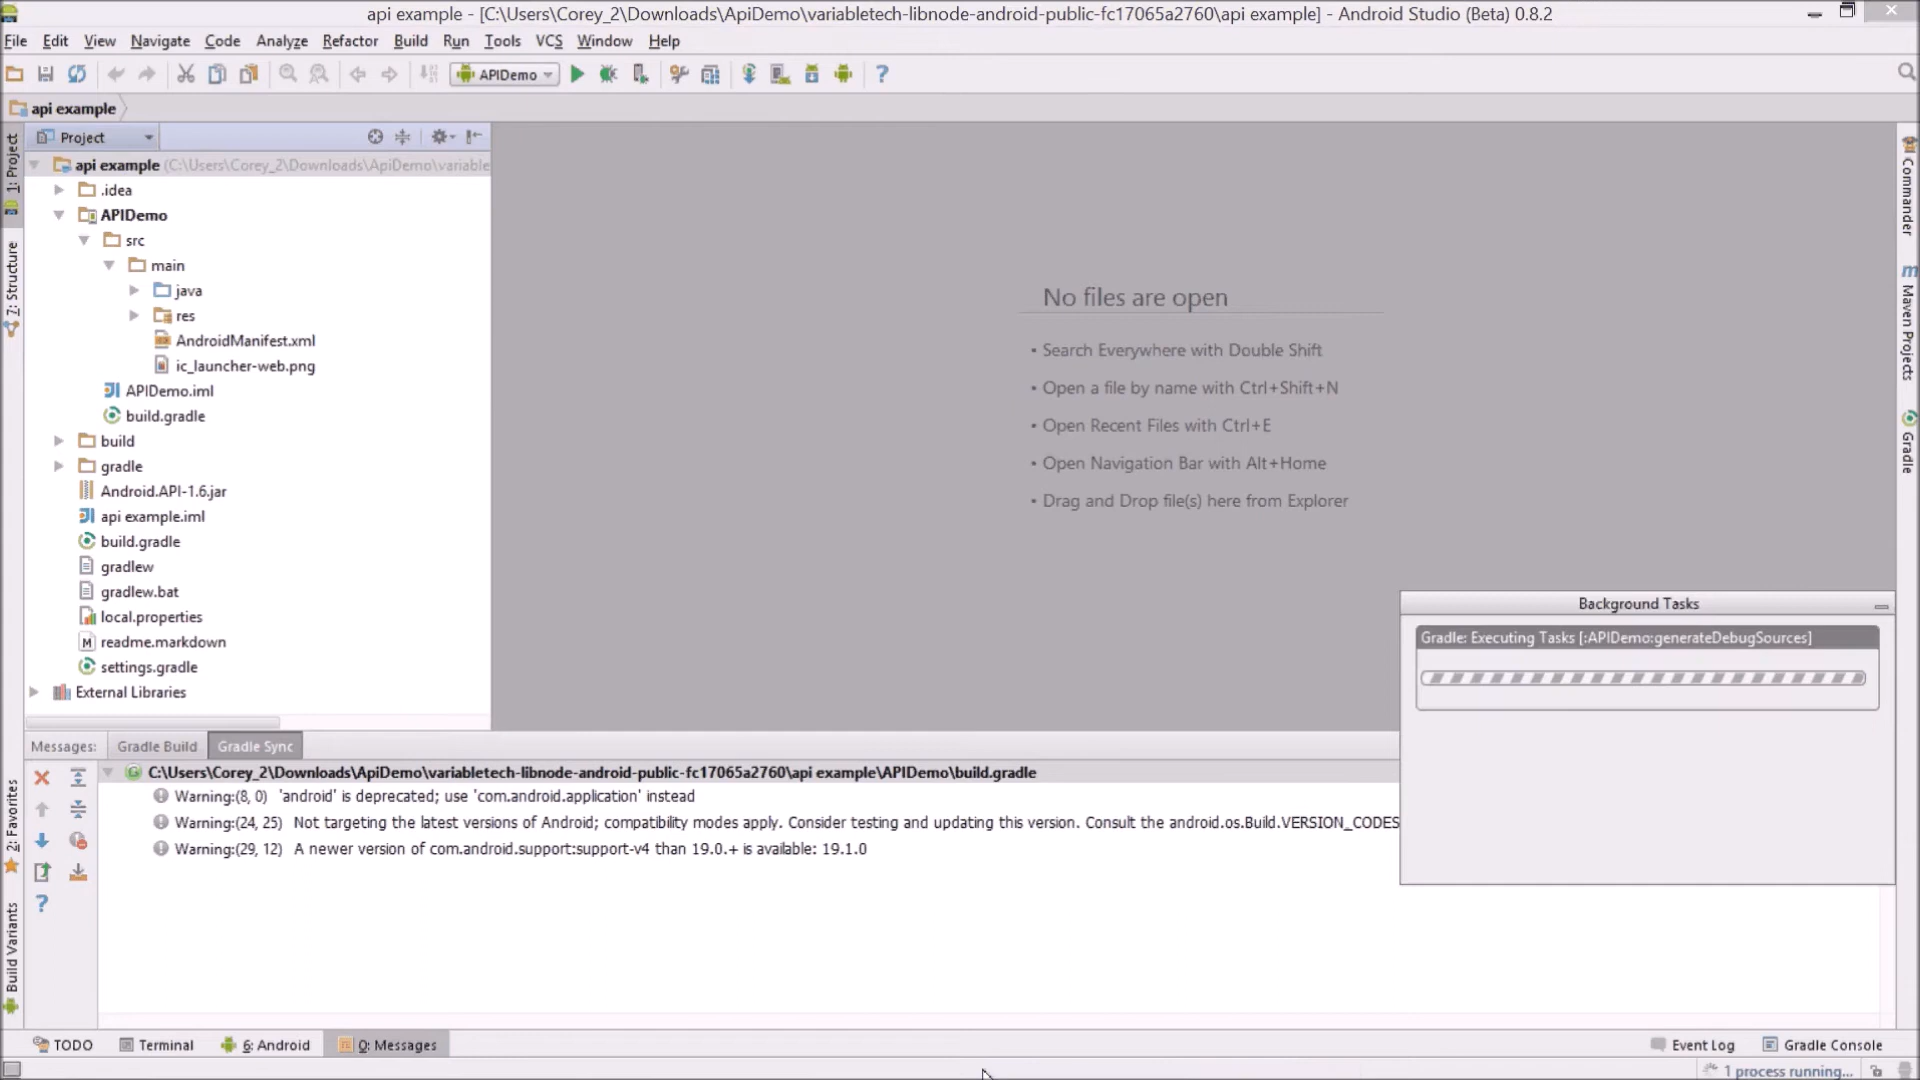 api example - [C:\Users\Corey_2\Downloads\ApiDemo\variabletech-libnode-android-public-fc17065a2760\api example] - Android Studio (Beta) 0.8.2
File Edit View Navigate Code Analyze Refactor Build Run Tools VCS Window Help
APIDemo
api example
1: Project
7: Structure
2: Favorites
Build Variants
Project
api example (C:\Users\Corey_2\Downloads\ApiDemo\variable
.idea
APIDemo
src
main
java
res
AndroidManifest.xml
ic_launcher-web.png
APIDemo.iml
build.gradle
build
gradle
Android.API-1.6.jar
api example.iml
build.gradle
gradlew
gradlew.bat
local.properties
readme.markdown
settings.gradle
External Libraries
No files are open
• Search Everywhere with Double Shift
• Open a file by name with Ctrl+Shift+N
• Open Recent Files with Ctrl+E
• Open Navigation Bar with Alt+Home
• Drag and Drop file(s) here from Explorer
Commander
Maven Projects
Gradle
Background Tasks
Gradle: Executing Tasks [:APIDemo:generateDebugSources]
Messages: Gradle Build Gradle Sync
C:\Users\Corey_2\Downloads\ApiDemo\variabletech-libnode-android-public-fc17065a2760\api example\APIDemo\build.gradle
Warning:(8, 0) 'android' is deprecated; use 'com.android.application' instead
Warning:(24, 25) Not targeting the latest versions of Android; compatibility modes apply. Consider testing and updating this version. Consult the android.os.Build.VERSION_CODES
Warning:(29, 12) A newer version of com.android.support:support-v4 than 19.0.+ is available: 19.1.0
TODO Terminal 6: Android 0: Messages Event Log Gradle Console
1 process running...